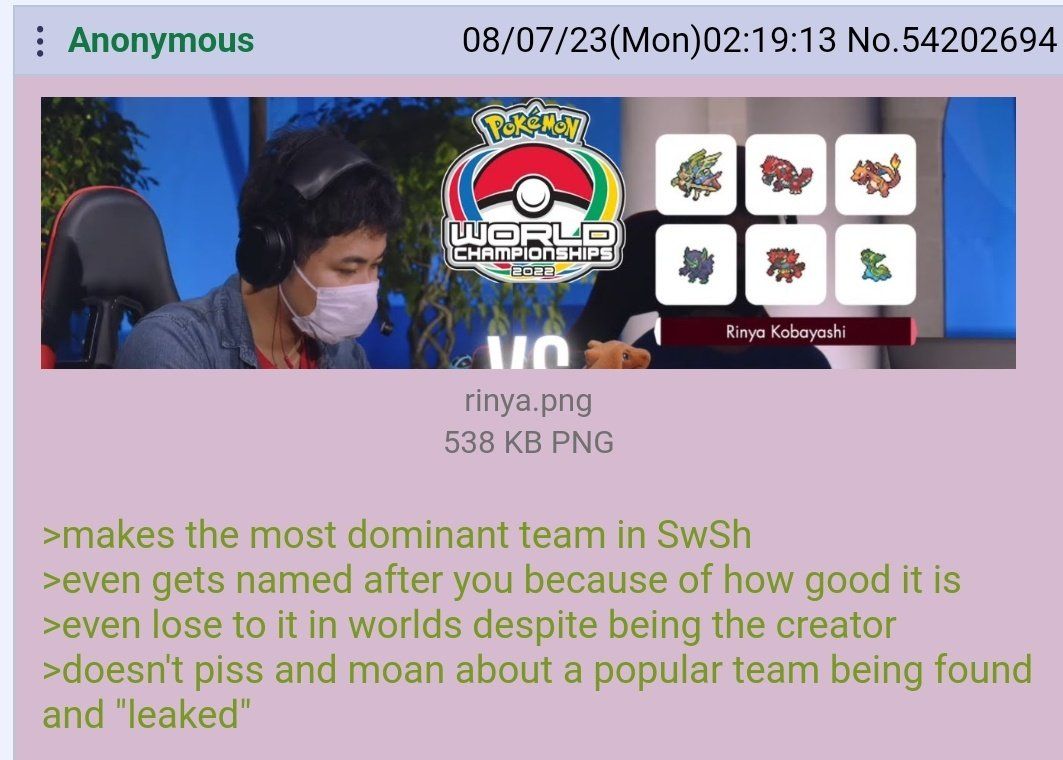 Anonymous 08/07/23(Mon)02:19:13 No.54202694
POKéMON
WORLD
CHAMPIONSHIPS
2022
Rinya Kobayashi
VS
rinya.png
538 KB PNG
>makes the most dominant team in SwSh
>even gets named after you because of how good it is
>even lose to it in worlds despite being the creator
>doesn't piss and moan about a popular team being found
and "leaked"